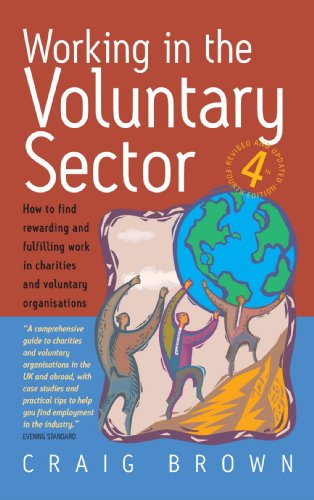 Working in the
Voluntary
Sector
REVISED AND UPDATED
4TH
FOURTH EDITION
How to find
rewarding and
fulfilling work
in charities
and voluntary
organisations
"A comprehensive
guide to charities
and voluntary
organisations in the
UK and abroad, with
case studies and
practical tips to help
you find employment
in the industry."
EVENING STANDARD
CRAIG BROWN